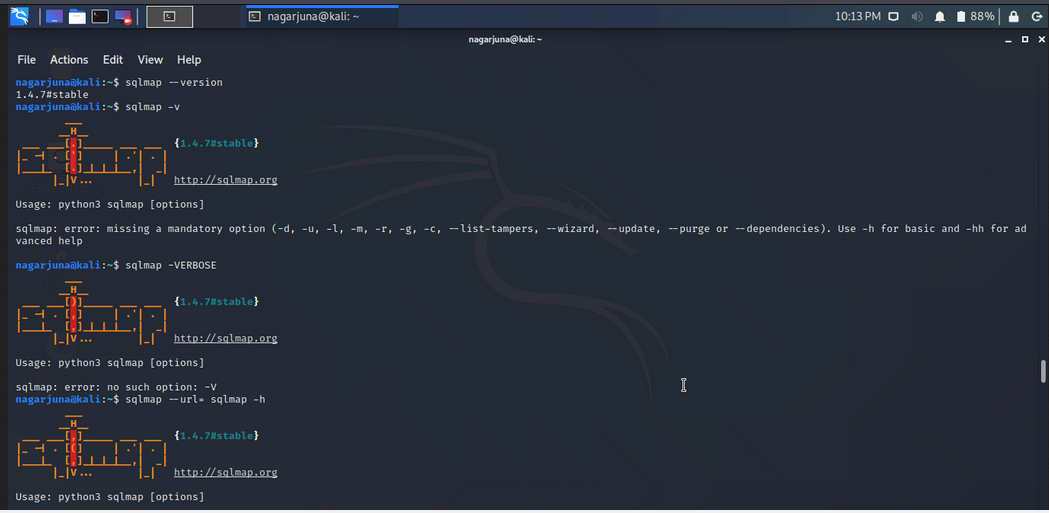 nagarjuna@kali: ~
10:13 PM
88%
nagarjuna@kali: ~
File Actions Edit View Help
nagarjuna@kali:~$ sqlmap --version
1.4.7#stable
nagarjuna@kali:~$ sqlmap -v
{1.4.7#stable}
http://sqlmap.org
Usage: python3 sqlmap [options]
sqlmap: error: missing a mandatory option (-d, -u, -l, -m, -r, -g, -c, --list-tampers, --wizard, --update, --purge or --dependencies). Use -h for basic and -hh for ad
vanced help
nagarjuna@kali:~$ sqlmap -VERBOSE
{1.4.7#stable}
http://sqlmap.org
Usage: python3 sqlmap [options]
sqlmap: error: no such option: -V
nagarjuna@kali:~$ sqlmap --url= sqlmap -h
{1.4.7#stable}
http://sqlmap.org
Usage: python3 sqlmap [options]